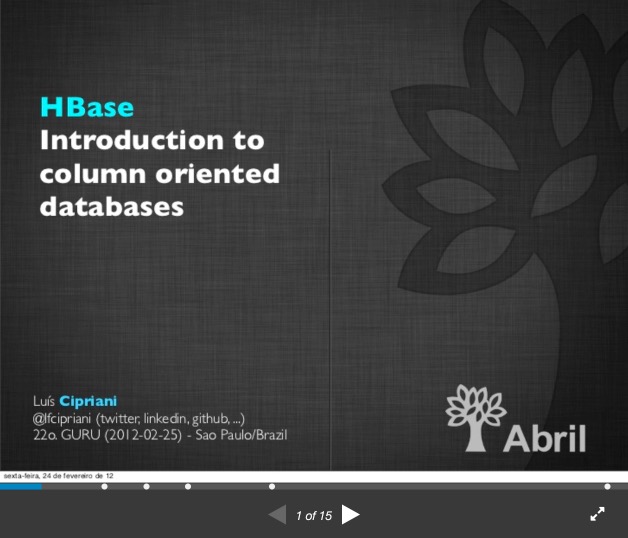 HBase
Introduction to
column oriented
databases
Luís Cipriani
@lfcipriani (twitter, linkedin, github, ...)
22o. GURU (2012-02-25) - Sao Paulo/Brazil
Abril
sexta-feira, 24 de fevereiro de 12
1 of 15